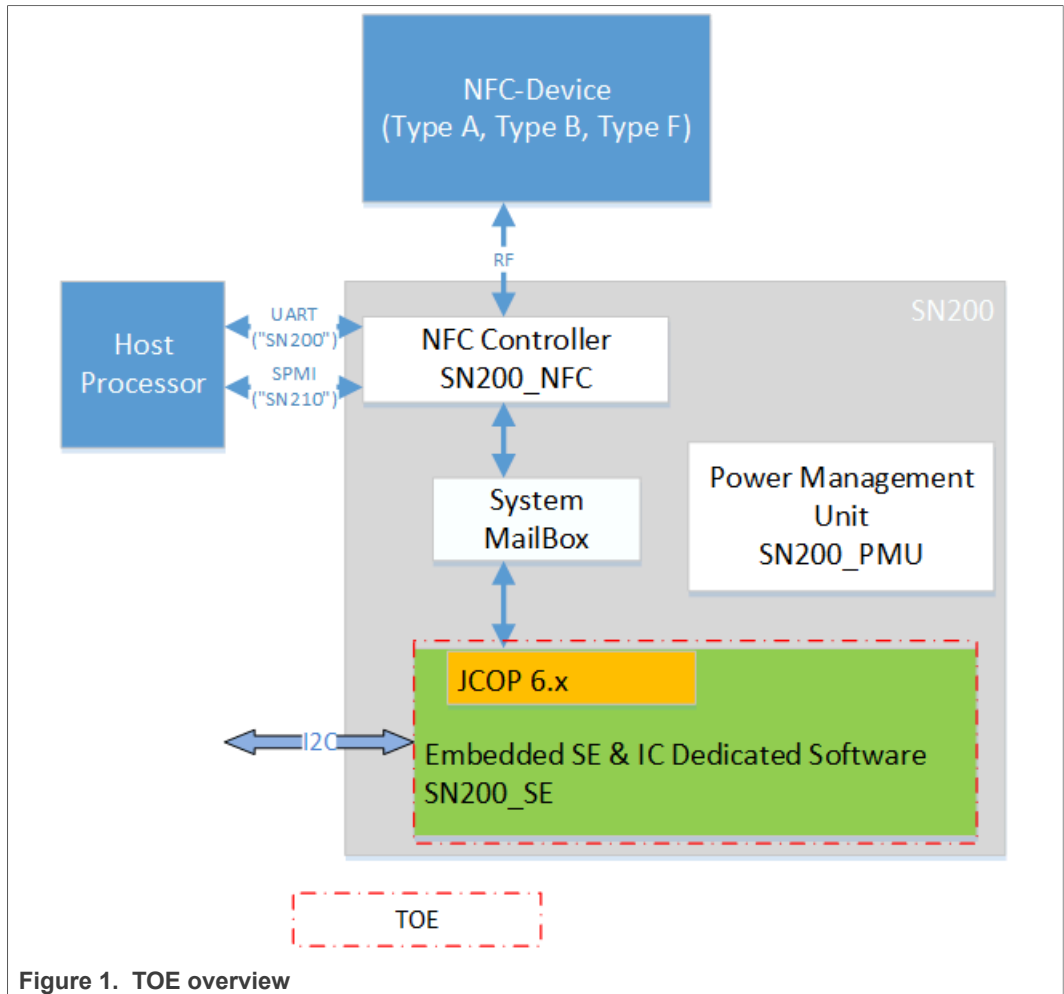 NFC-Device
(Type A, Type B, Type F)
RF
SN200
UART
("SN200")
Host
Processor
SPMI
("SN210")
NFC Controller
SN200_NFC
System
MailBox
Power Management
Unit
SN200_PMU
JCOP 6.x
I2C
Embedded SE & IC Dedicated Software
SN200_SE
TOE
Figure 1. TOE overview